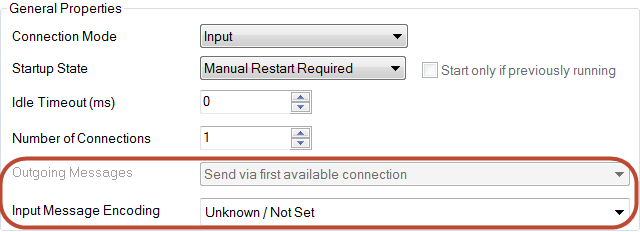 General Properties
Connection Mode Input
Startup State Manual Restart Required Start only if previously running
Idle Timeout (ms) 0
Number of Connections 1
Outgoing Messages Send via first available connection
Input Message Encoding Unknown / Not Set